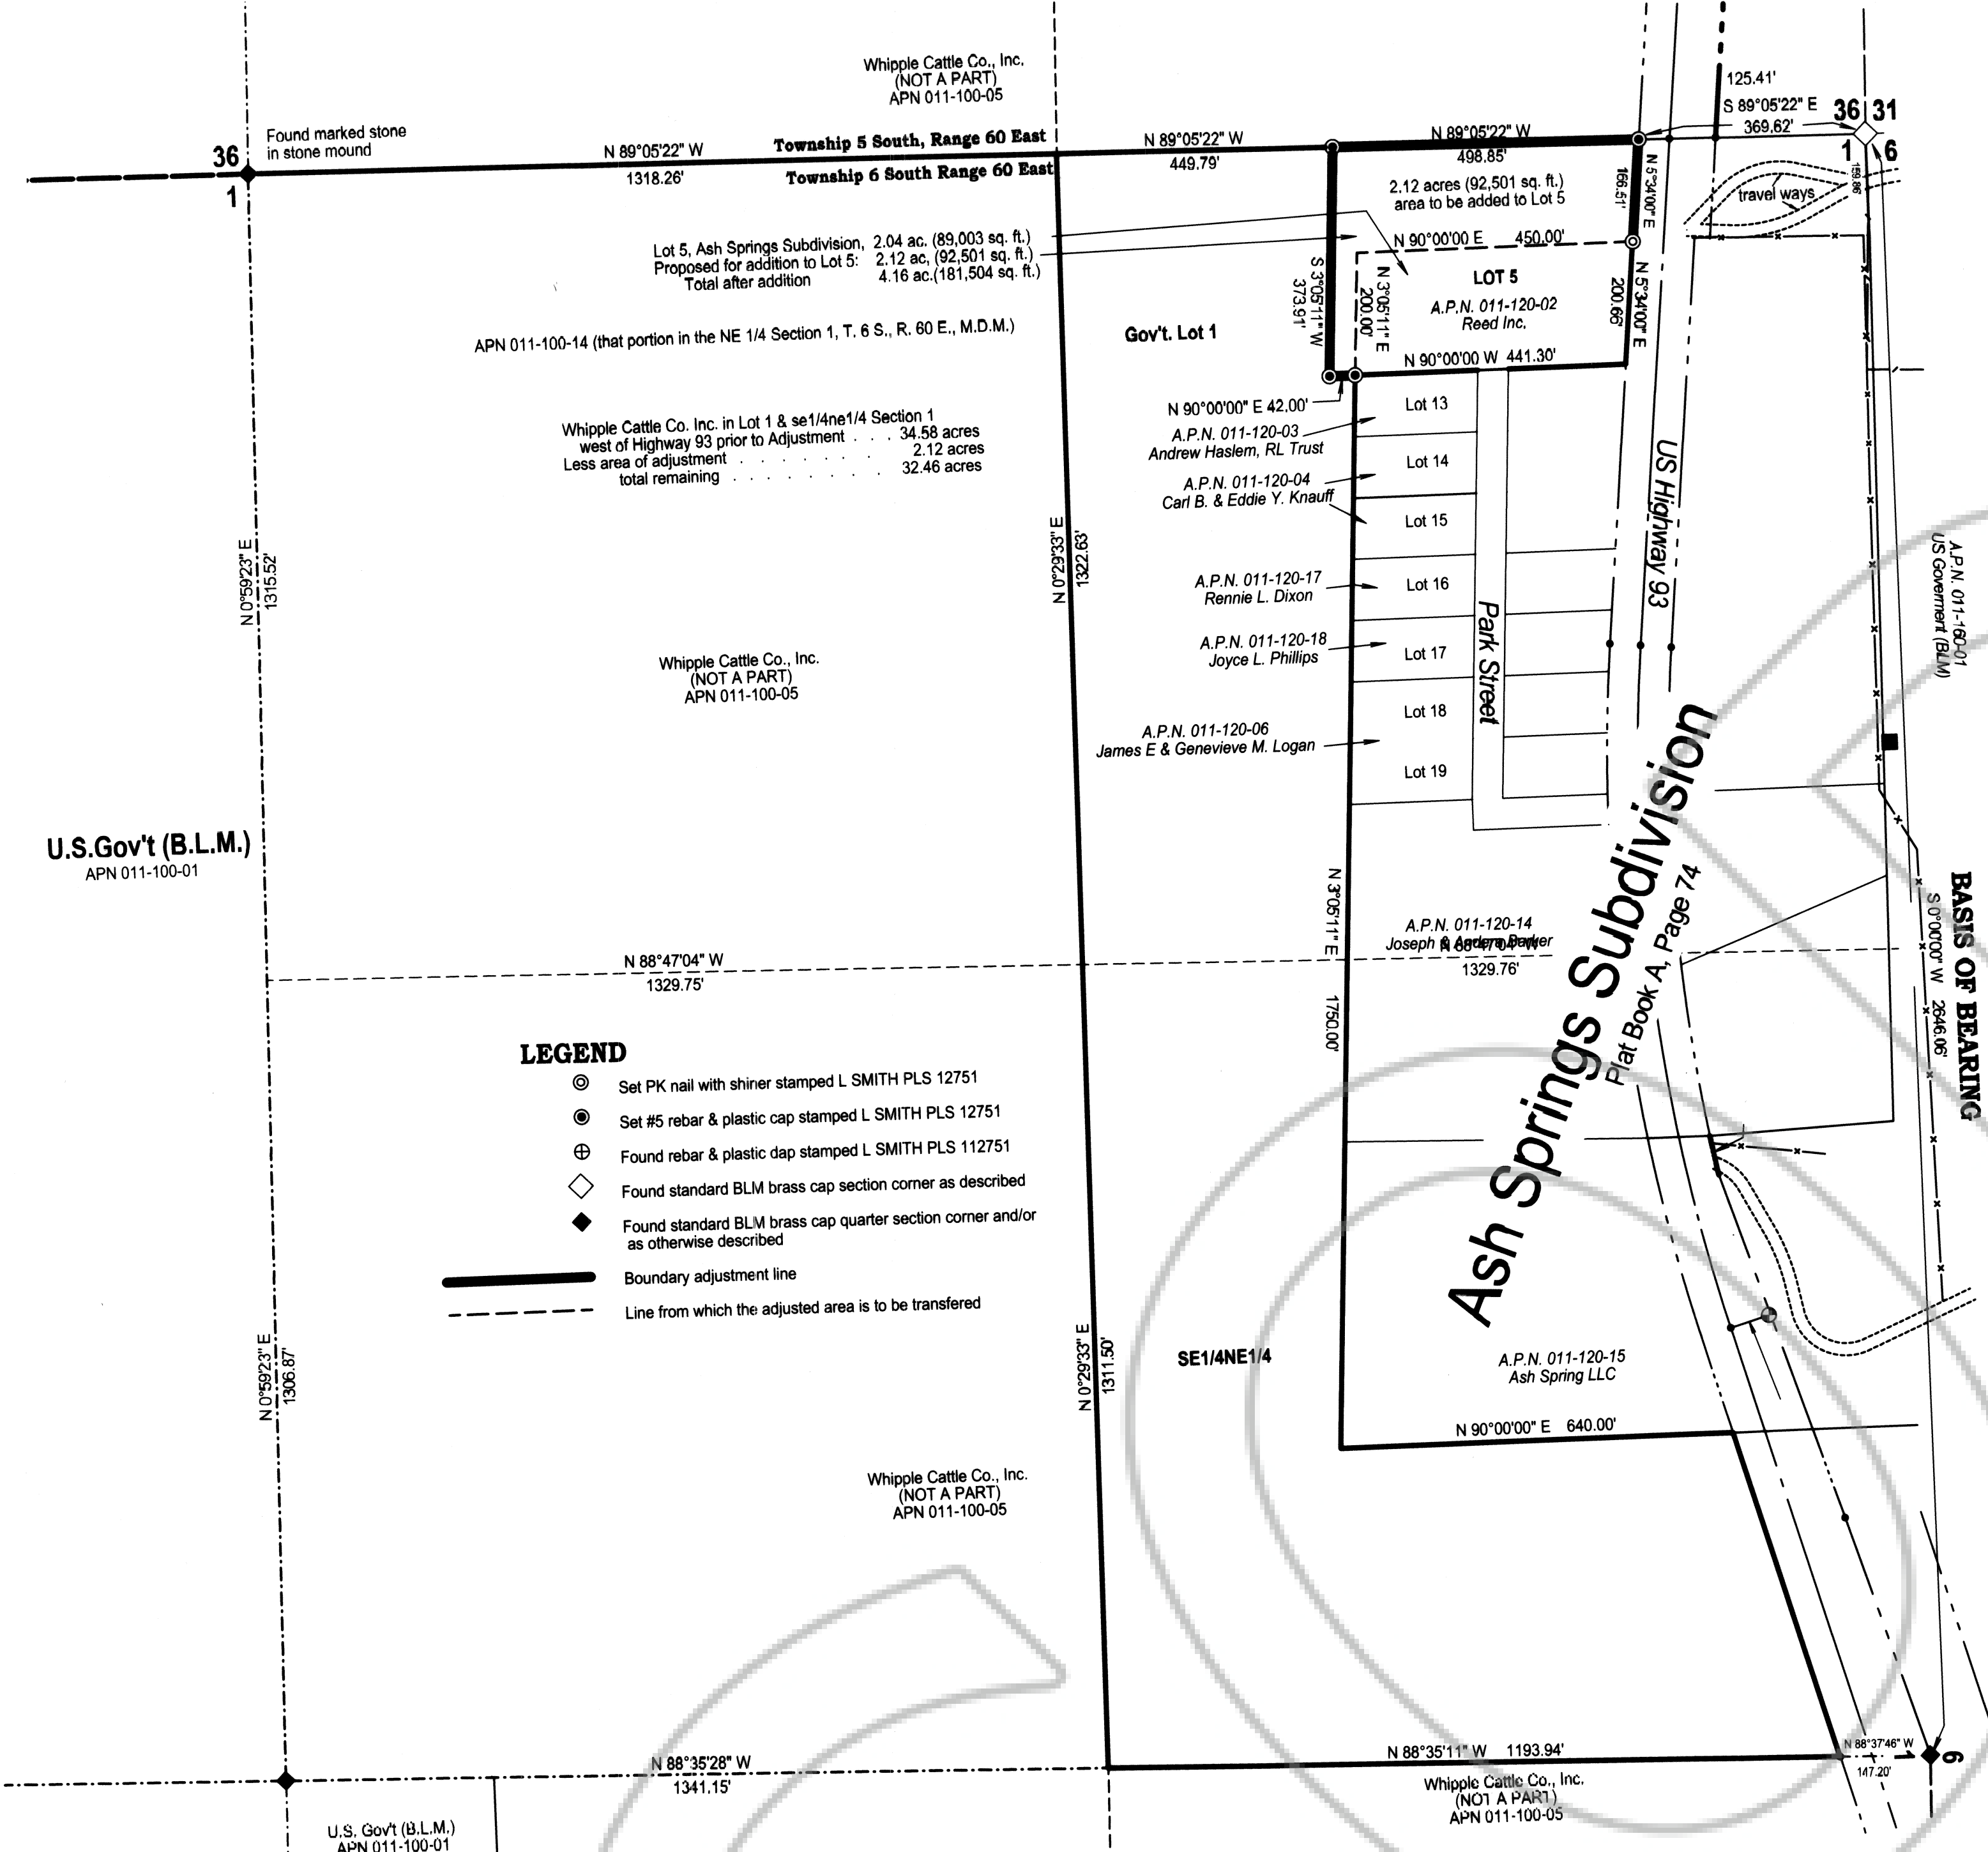 Whipple Cattle Co., Inc.
(NOT A PART)
APN 011-100-05
125.41'
S 89°05'22" E
369.62'
36 31
1 6
159.86'
Found marked stone
in stone mound
36
1
N 89°05'22" W
1318.26'
Township 5 South, Range 60 East
Township 6 South Range 60 East
N 89°05'22" W
449.79'
N 89°05'22" W
498.85'
2.12 acres (92,501 sq. ft.)
area to be added to Lot 5
N 5°34'00" E
166.51'
travel ways
Lot 5, Ash Springs Subdivision, 2.04 ac. (89,003 sq. ft.)
Proposed for addition to Lot 5: 2.12 ac, (92,501 sq. ft.)
Total after addition 4.16 ac.(181,504 sq. ft.)
N 90°00'00 E 450.00'
S 3°05'11" W
373.91'
N 3°05'11" E
200.00'
LOT 5
A.P.N. 011-120-02
Reed Inc,
N 5°34'00" E
200.66'
APN 011-100-14 (that portion in the NE 1/4 Section 1, T. 6 S., R. 60 E., M.D.M.)
Gov't. Lot 1
N 90°00'00 W 441.30'
N 90°00'00" E 42.00'
Whipple Cattle Co. Inc. in Lot 1 & se1/4ne1/4 Section 1
west of Highway 93 prior to Adjustment . . . 34.58 acres
Less area of adjustment . . . . . . . 2.12 acres
total remaining . . . . . . . . 32.46 acres
Lot 13
A.P.N. 011-120-03
Andrew Haslem, RL Trust
Lot 14
A.P.N. 011-120-04
Carl B. & Eddie Y. Knauff
Lot 15
A.P.N. 011-120-17
Rennie L. Dixon
Lot 16
A.P.N. 011-120-18
Joyce L. Phillips
Lot 17
Lot 18
A.P.N. 011-120-06
James E & Genevieve M. Logan
Lot 19
Park Street
US Highway 93
A.P.N. 011-160-01
US Goverment (BLM)
N 0°59'23" E
1315.52'
N 0°29'33" E
1322.63'
Whipple Cattle Co., Inc.
(NOT A PART)
APN 011-100-05
U.S.Gov't (B.L.M.)
APN 011-100-01
Ash Springs Subdivision
Plat Book A, Page 74
BASIS OF BEARING
S 0°00'00" W 2646.06'
N 3°05'11" E 1750.00'
A.P.N. 011-120-14
Joseph & Andera Barker
N 88°47'04" W
1329.76'
N 88°47'04" W
1329.75'
LEGEND
Set PK nail with shiner stamped L SMITH PLS 12751
Set #5 rebar & plastic cap stamped L SMITH PLS 12751
Found rebar & plastic dap stamped L SMITH PLS 112751
Found standard BLM brass cap section corner as described
Found standard BLM brass cap quarter section corner and/or
as otherwise described
Boundary adjustment line
Line from which the adjusted area is to be transfered
N 0°59'23" E
1306.87'
N 0°29'33" E
1311.50'
SE1/4NE1/4
A.P.N. 011-120-15
Ash Spring LLC
N 90°00'00" E 640.00'
Whipple Cattle Co., Inc.
(NOT A PART)
APN 011-100-05
N 88°35'28" W
1341.15'
N 88°35'11" W 1193.94'
N 88°37'46" W
147.20'
1 6
Whipple Cattle Co., Inc.
(NOT A PART)
APN 011-100-05
U.S. Gov't (B.L.M.)
APN 011-100-01